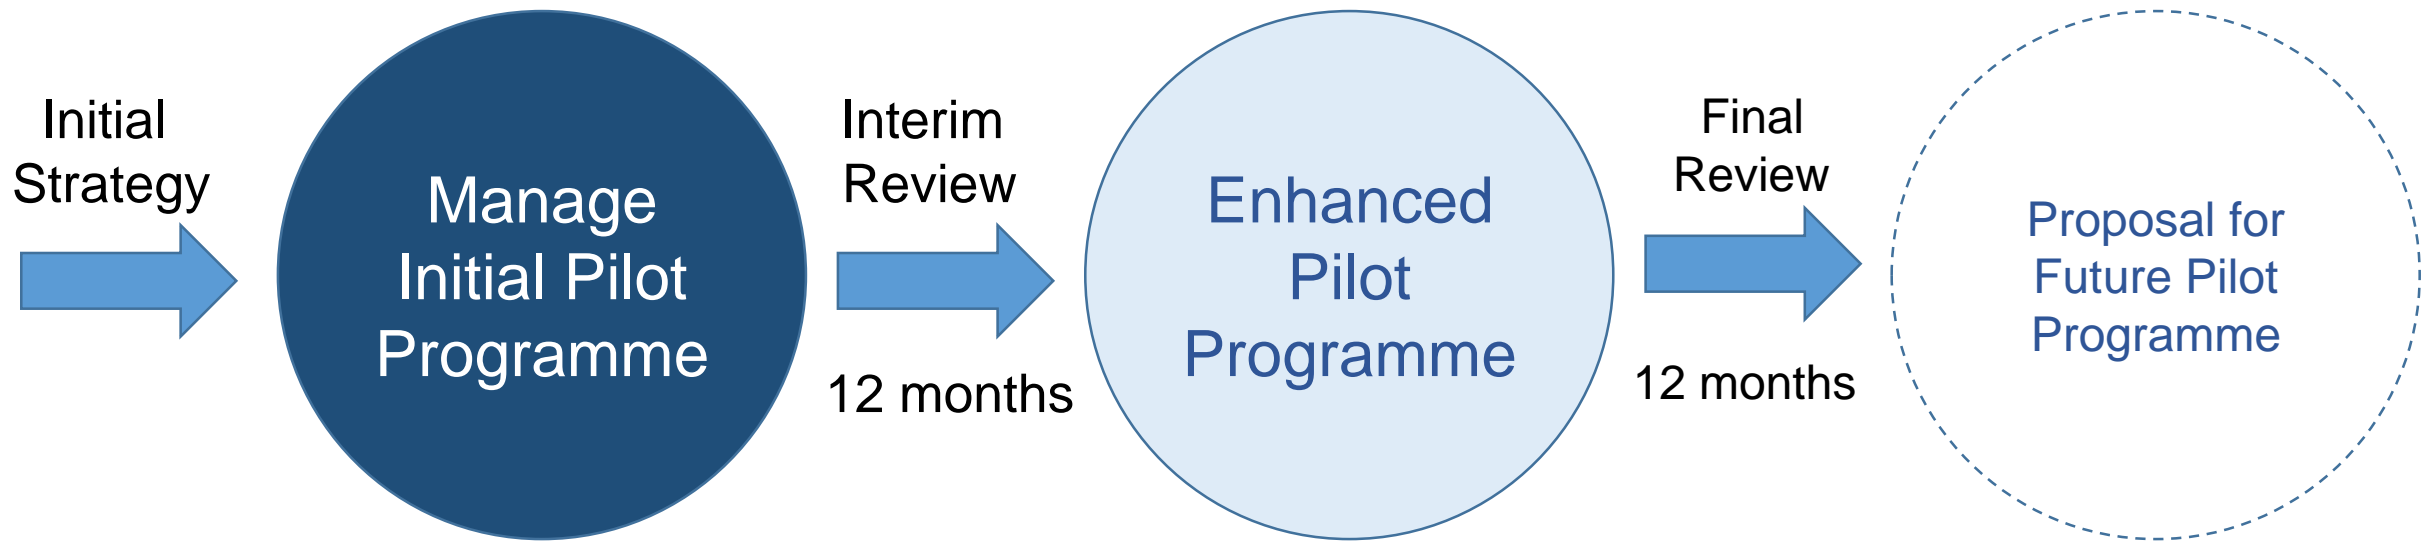 Initial
Strategy
Manage
Initial Pilot
Programme
Interim
Review
12 months
Enhanced
Pilot
Programme
Final
Review
12 months
Proposal for
Future Pilot
Programme